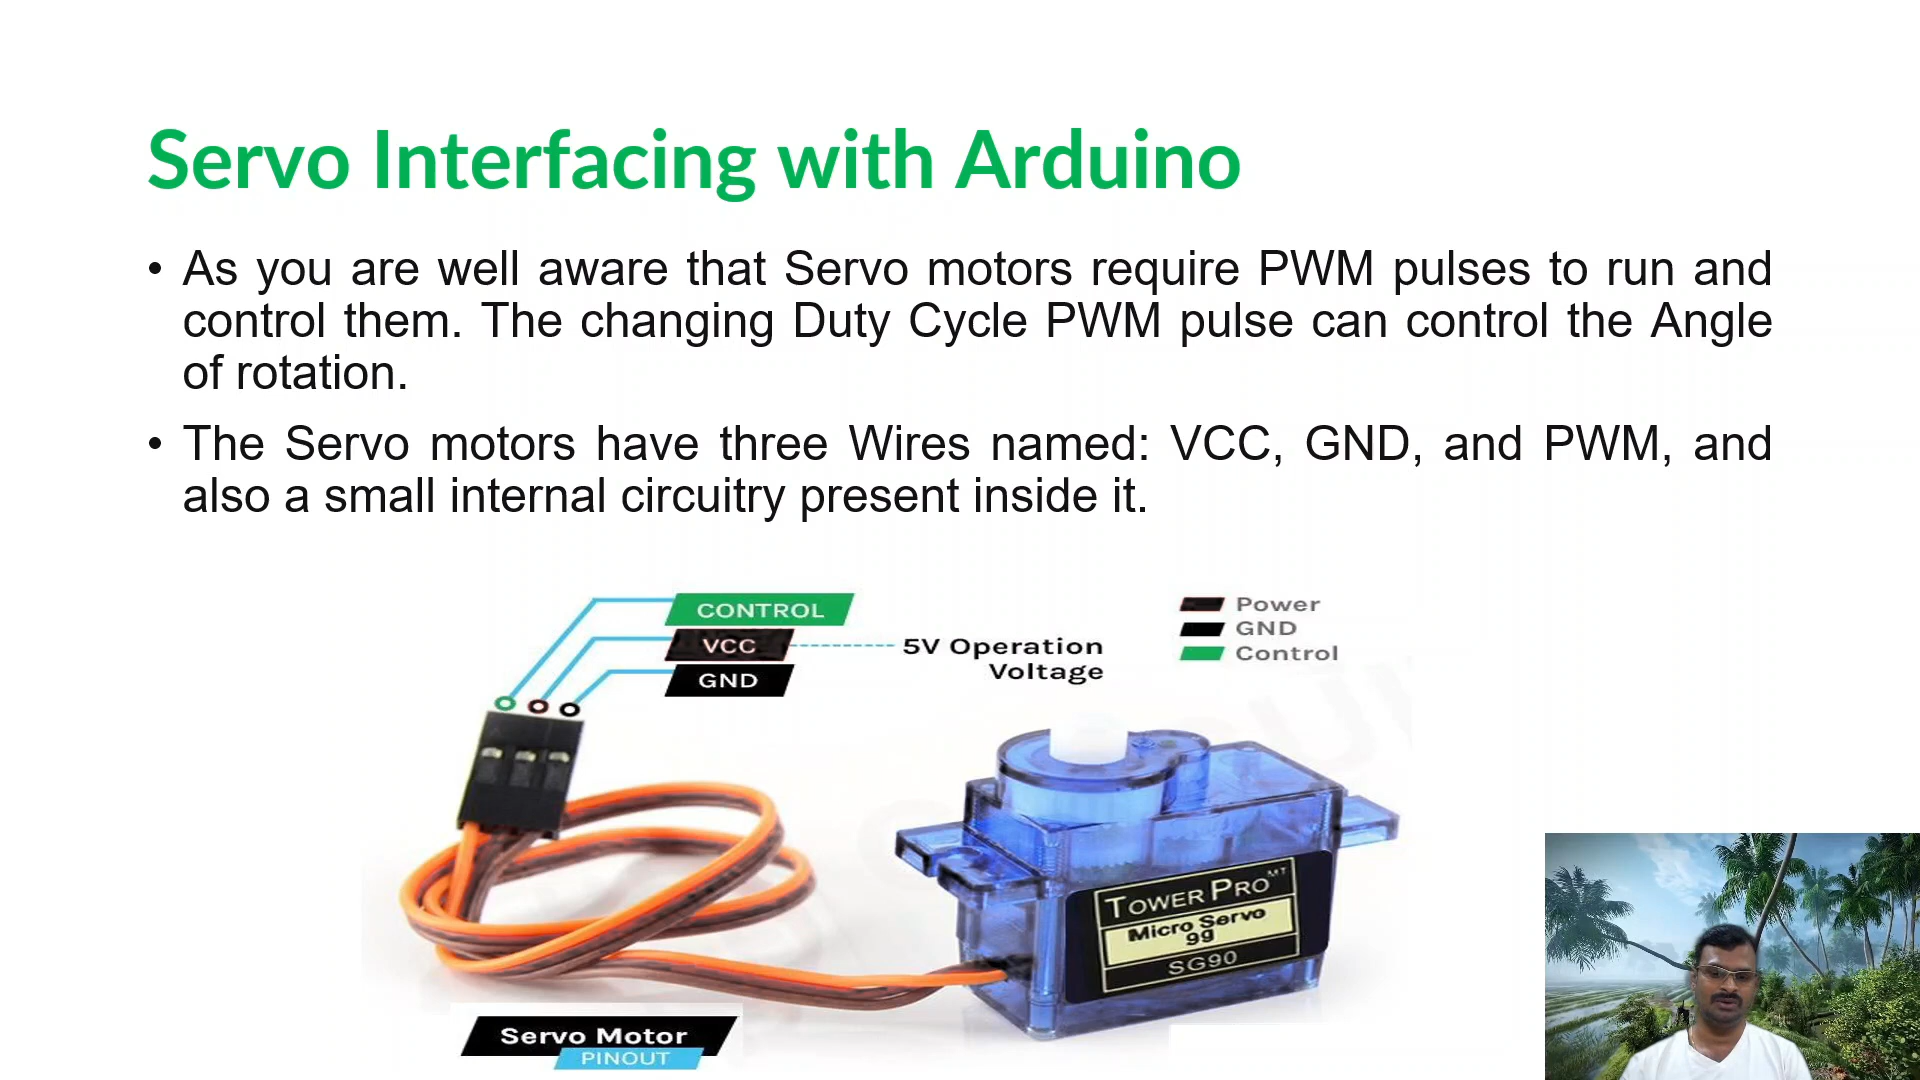 Servo Interfacing with Arduino
• As you are well aware that Servo motors require PWM pulses to run and
control them. The changing Duty Cycle PWM pulse can control the Angle
of rotation.
• The Servo motors have three Wires named: VCC, GND, and PWM, and
also a small internal circuitry present inside it.
CONTROL
VCC
GND
5V Operation
Voltage
Power
GND
Control
TOWER PRO MT
Micro Servo
9g
SG90
Servo Motor
PINOUT